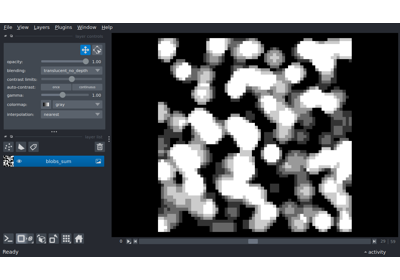 File View Layers Plugins Window Help
opacity: 1.00
blending: translucent_no_depth
contrast limits:
auto-contrast: once continuous
gamma: 1.00
colormap: gray
interpolation: nearest
blobs_sum
Ready
activity